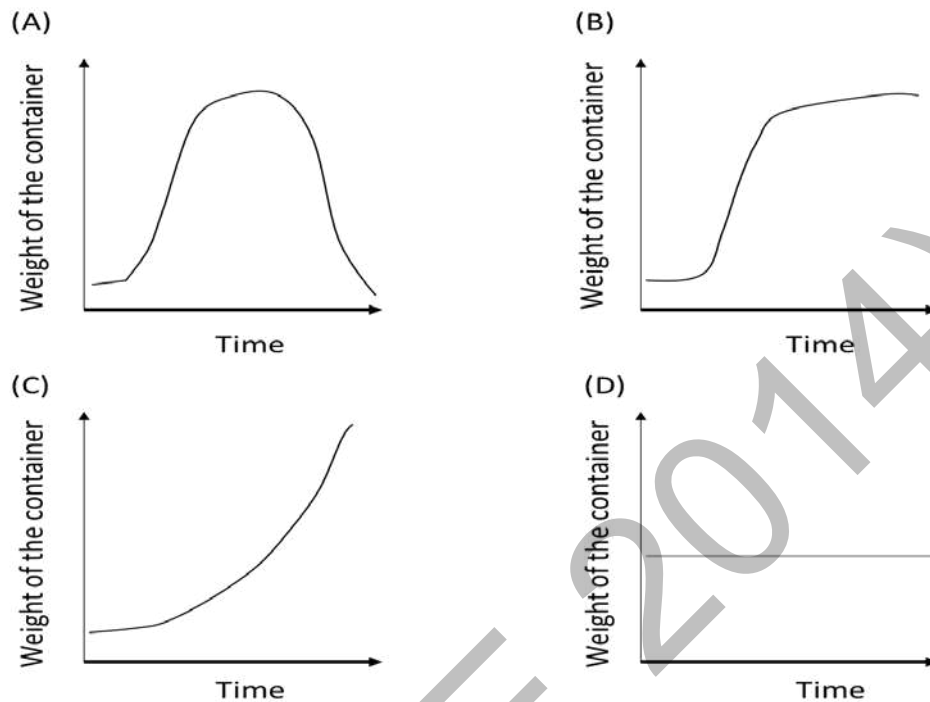 (A) (B)
Weight of the container Weight of the container
Time Time
(C) (D)
Weight of the container Weight of the container
Time Time
2014)